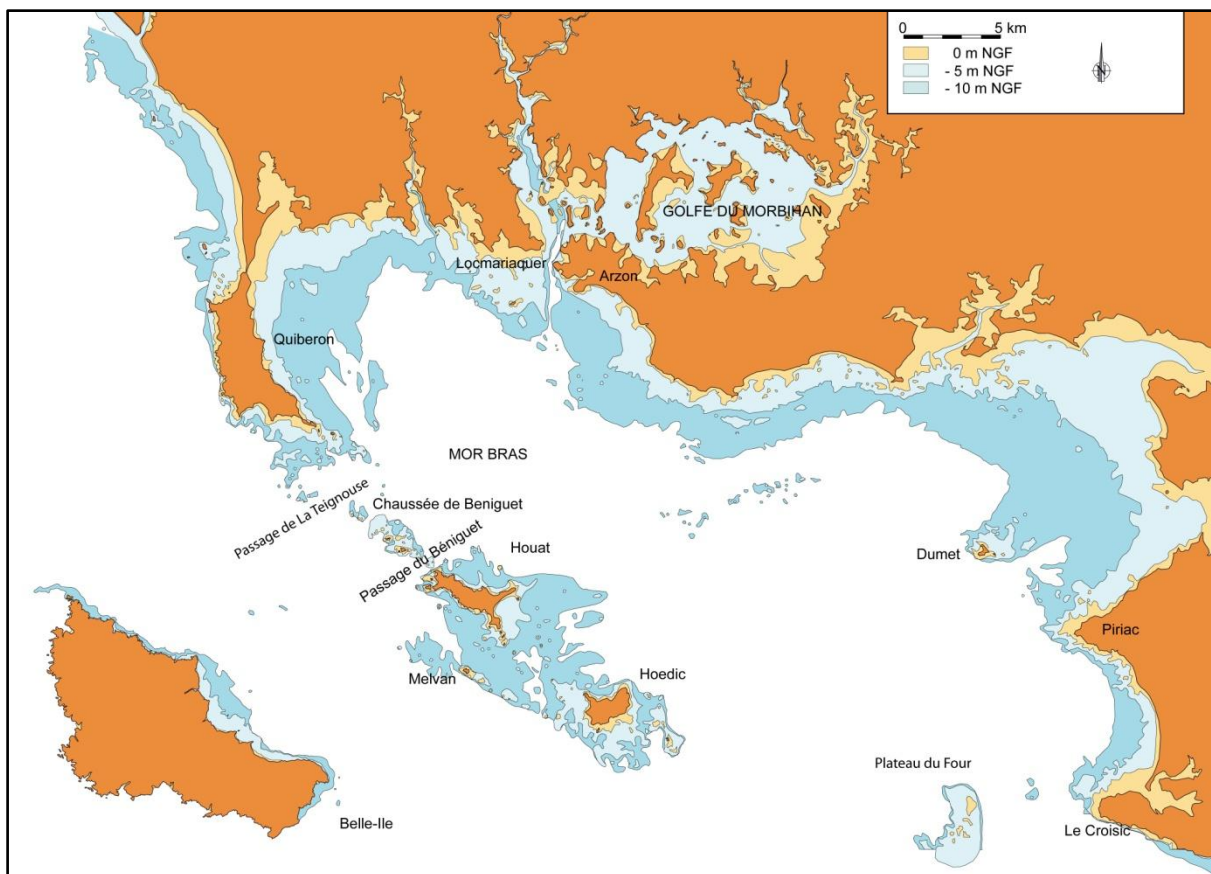 0 5 km
0 m NGF
- 5 m NGF
- 10 m NGF
N
GOLFE DU MORBIHAN
Locmariaquer
Arzon
Quiberon
MOR BRAS
Passage de La Teignouse
Chaussée de Beniguet
Passage du Béniguet
Houat
Dumet
Piriac
Melvan
Hoedic
Plateau du Four
Belle-Ile
Le Croisic